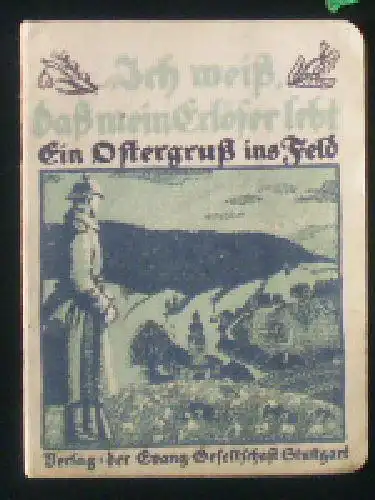 Ich weiß,
daß mein Erlöser lebt
Ein Ostergruß ins Feld
Verlag der Evang Gesellschaft Stuttgart